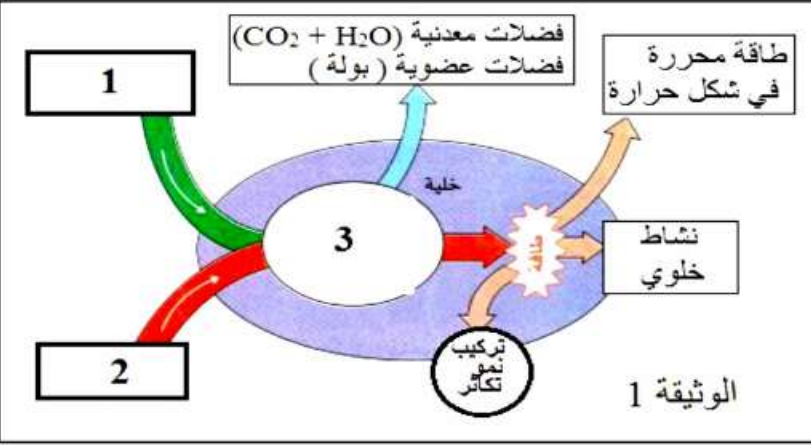 فضلات معدنية (CO2 + H2O)
فضلات عضوية ( بولة )
طاقة محررة
في شكل حرارة
1
خلية
3
طاقة
نشاط
خلوي
2
تركيب
نمو
تكاثر
الوثيقة 1